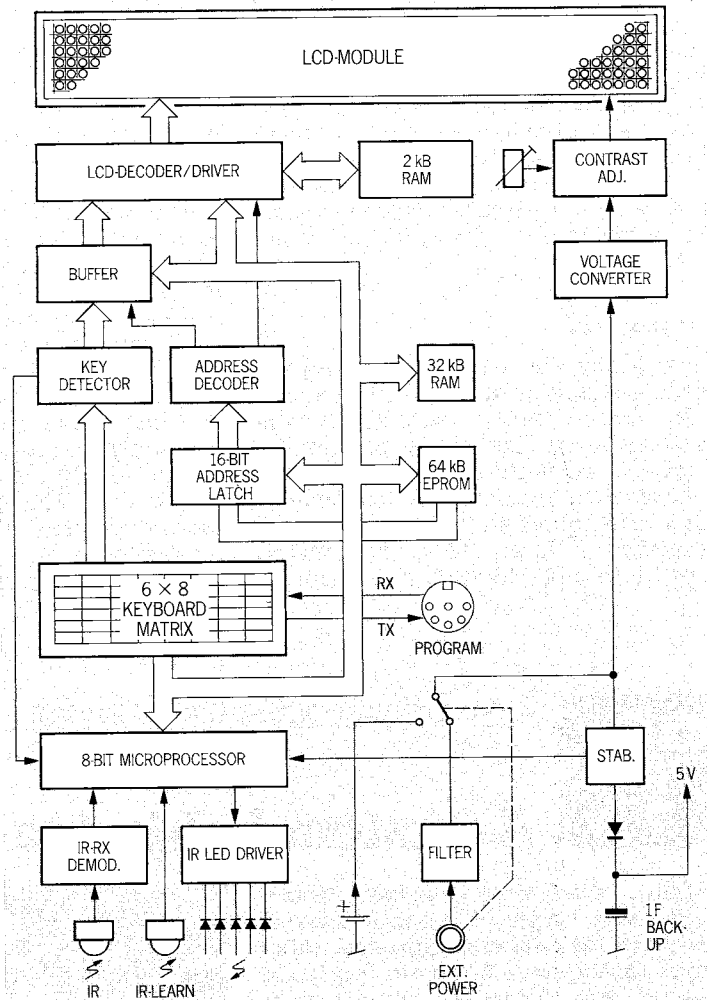 LCD-MODULE
LCD-DECODER/DRIVER
2 kB
RAM
CONTRAST
ADJ.
BUFFER
VOLTAGE
CONVERTER
KEY
DETECTOR
ADDRESS
DECODER
32 kB
RAM
16-BIT
ADDRESS
LATCH
64 kB
EPROM
6 × 8
KEYBOARD
MATRIX
RX
TX
PROGRAM
8-BIT MICROPROCESSOR
STAB.
5 V
IR-RX
DEMOD.
IR LED DRIVER
FILTER
+
1F
BACK-
UP
IR
IR-LEARN
EXT.
POWER